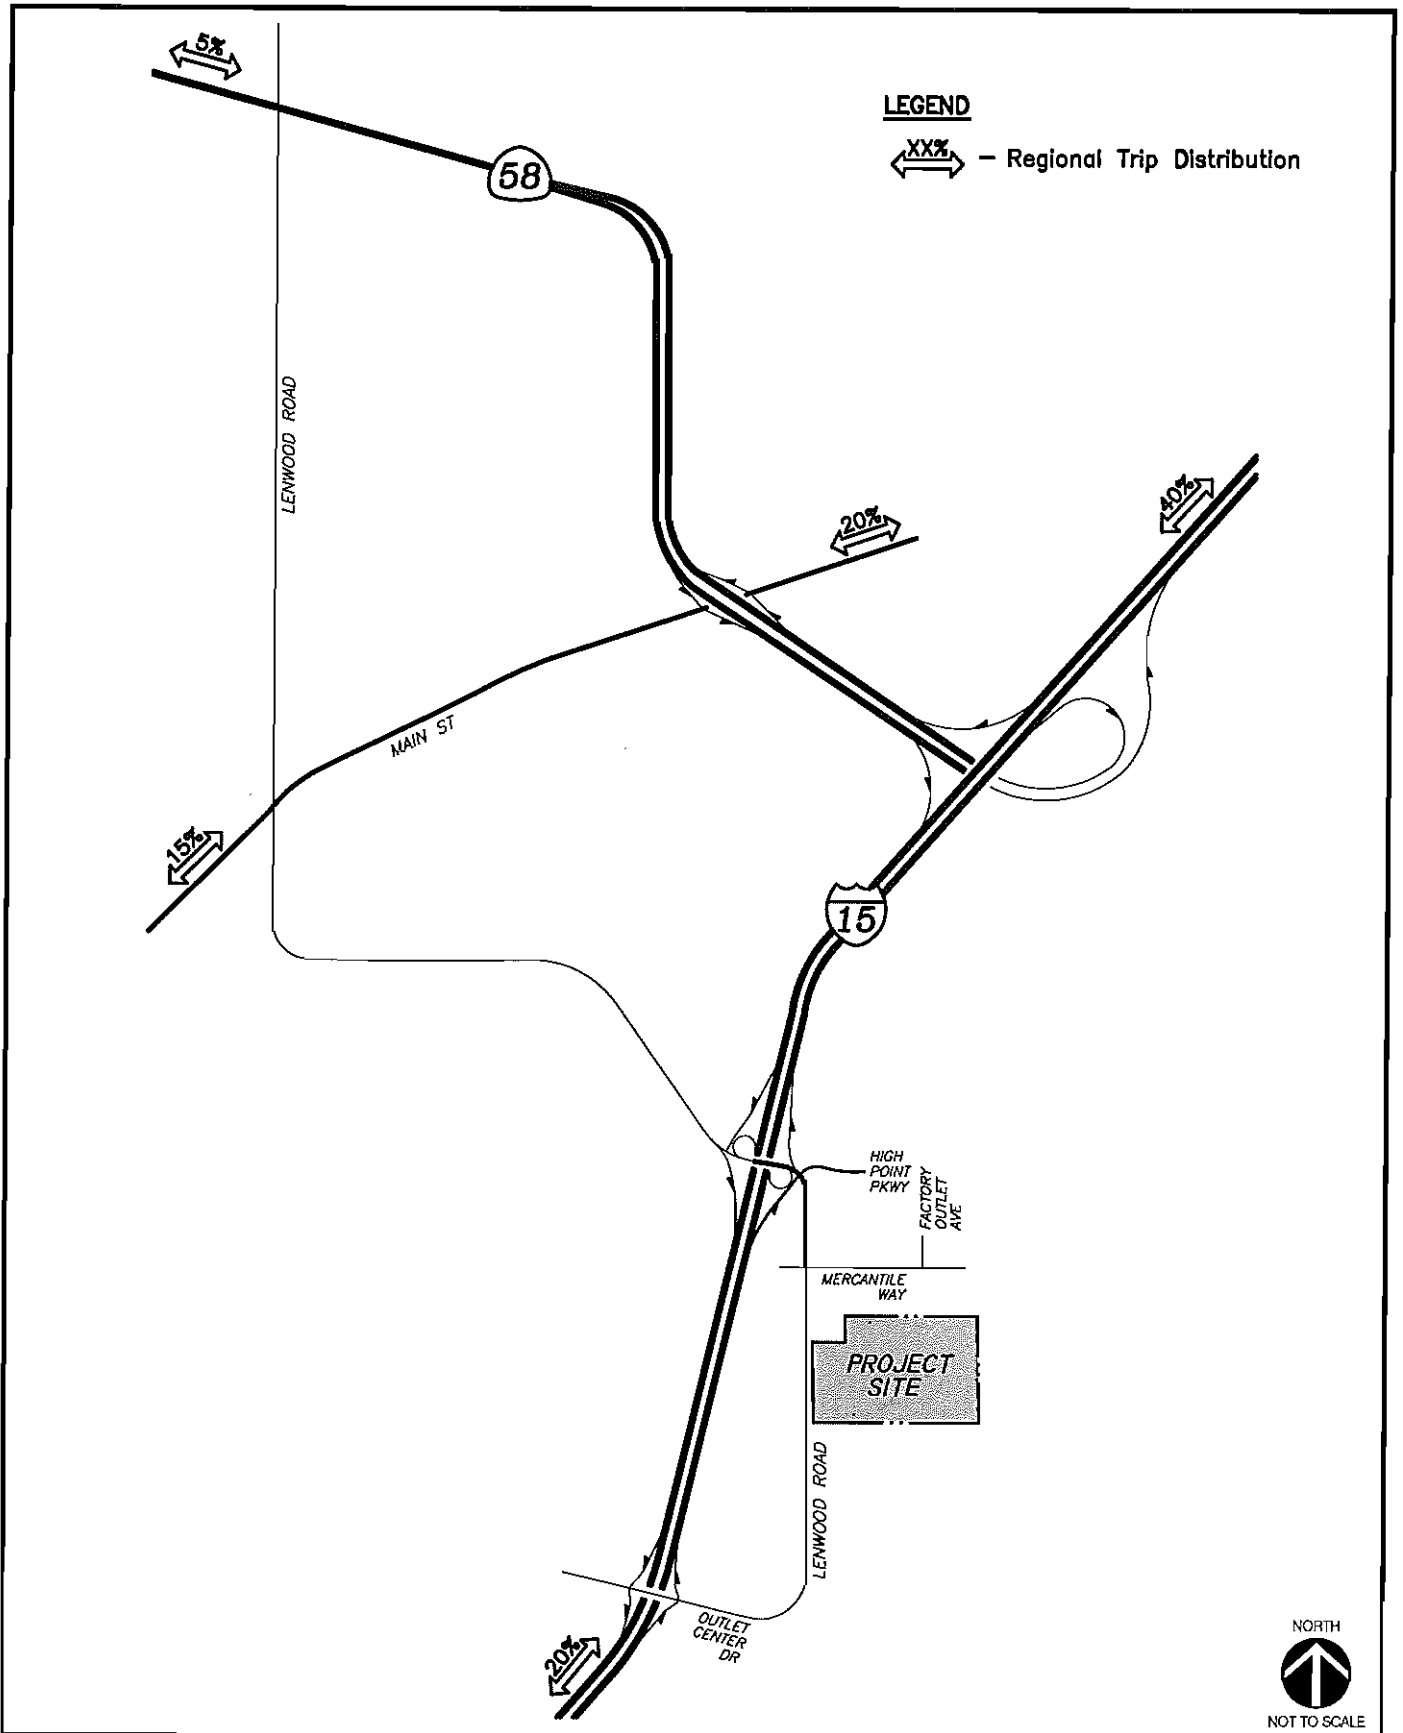 5%
LEGEND
XX% - Regional Trip Distribution
58
LENWOOD ROAD
40%
20%
MAIN ST
15%
15
HIGH
POINT
PKWY
FACTORY
OUTLET
AVE
MERCANTILE
WAY
PROJECT
SITE
LENWOOD ROAD
OUTLET
CENTER
DR
20%
NORTH
NOT TO SCALE